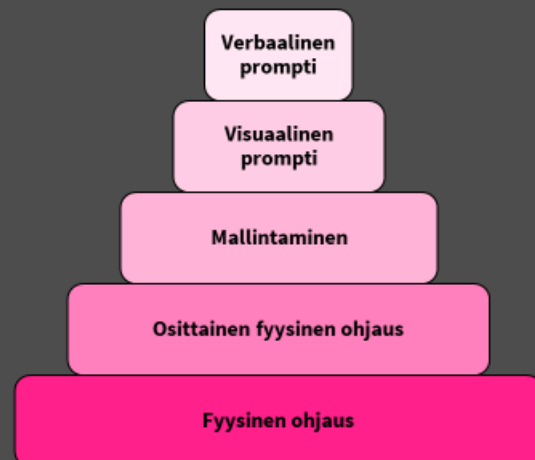 Verbaalinen
prompti
Visuaalinen
prompti
Mallintaminen
Osittainen fyysinen ohjaus
Fyysinen ohjaus